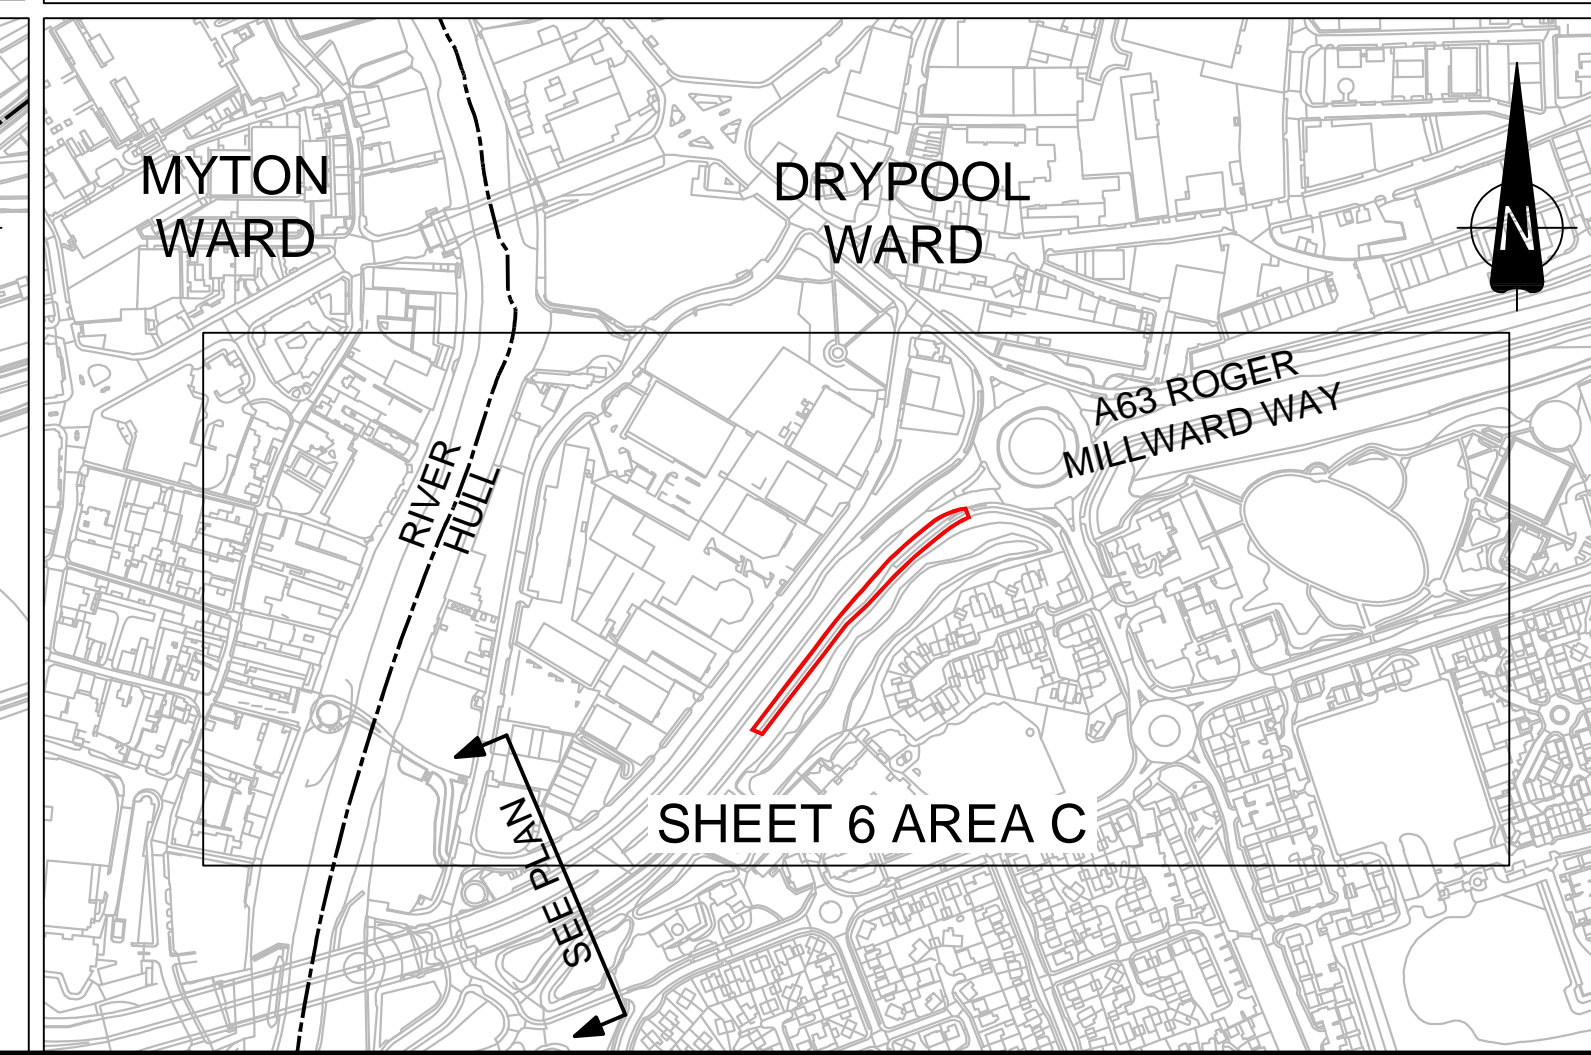 MYTON
WARD
DRYPOOL
WARD
N
A63 ROGER
MILLWARD WAY
RIVER
HULL
SEE PLAN
SHEET 6 AREA C